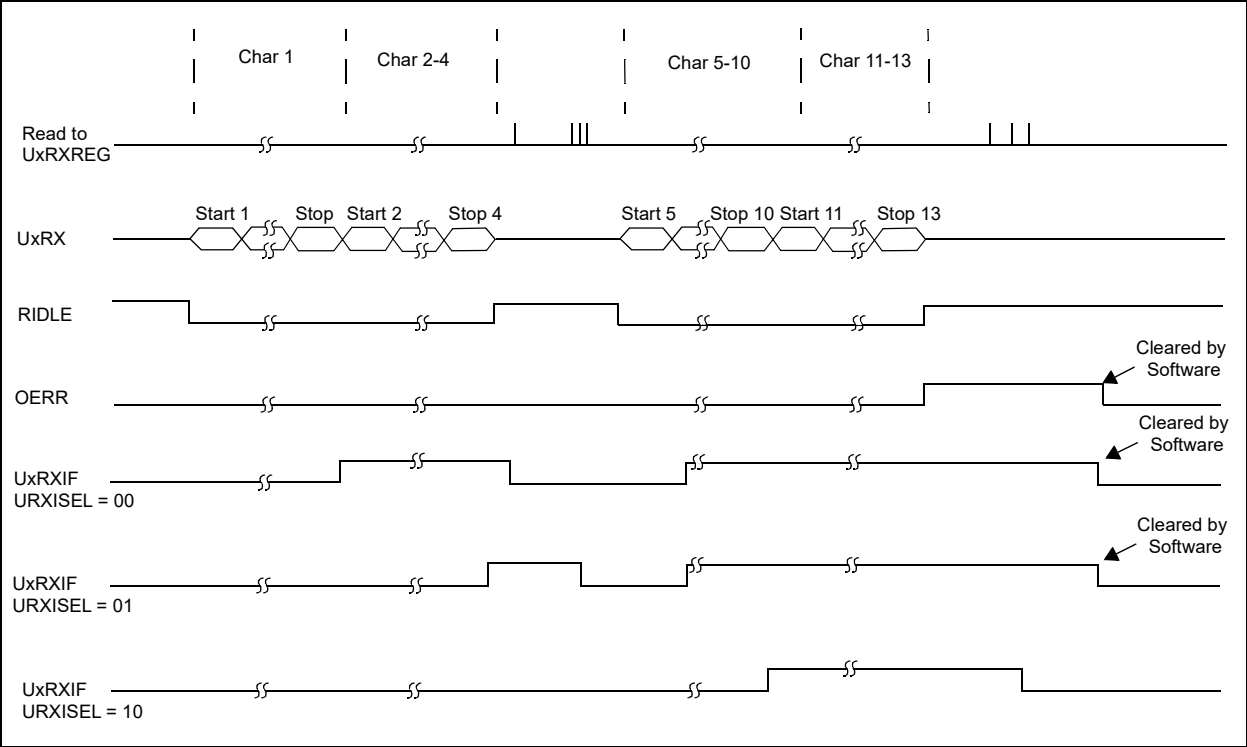 Char 1
Char 2-4
Char 5-10
Char 11-13
Read to
UxRXREG
Start 1
Stop
Start 2
Stop 4
Start 5
Stop 10
Start 11
Stop 13
UxRX
RIDLE
Cleared by
Software
OERR
Cleared by
Software
UxRXIF
URXISEL = 00
Cleared by
Software
UxRXIF
URXISEL = 01
UxRXIF
URXISEL = 10